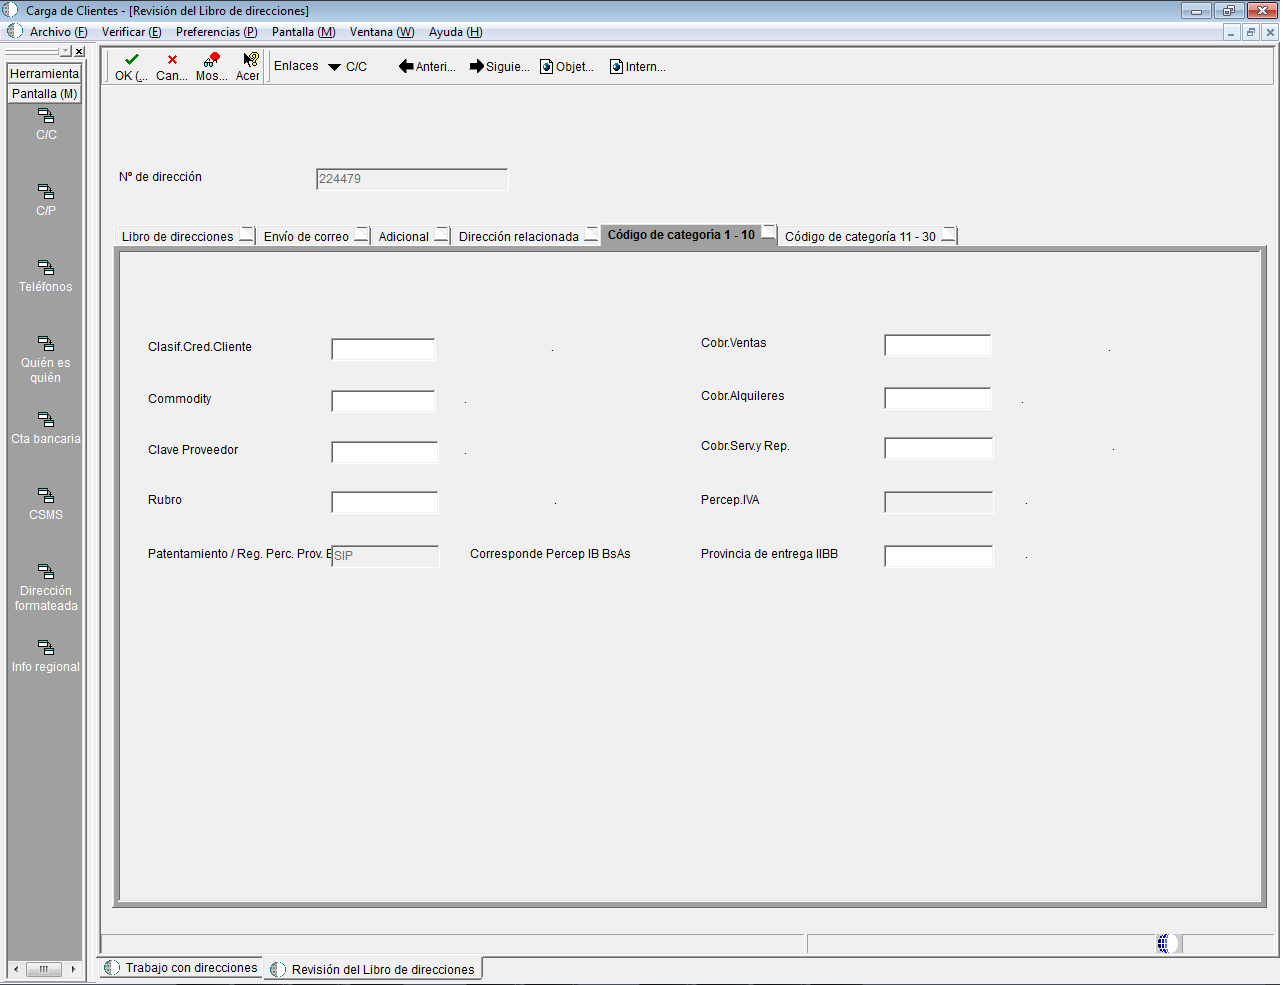 Carga de Clientes - [Revisión del Libro de direcciones]
Archivo (F) Verificar (E) Preferencias (P) Pantalla (M) Ventana (W) Ayuda (H)
Herramienta
Pantalla (M)
C/C
C/P
Teléfonos
Quién es
quién
Cta bancaria
CSMS
Dirección
formateada
Info regional
OK (... Can... Mos... Acer Enlaces C/C Anteri... Siguie... Objet... Intern...
Nº de dirección 224479
Libro de direcciones Envío de correo Adicional Dirección relacionada Código de categoría 1 - 10 Código de categoría 11 - 30
Clasif.Cred.Cliente . Cobr.Ventas .
Commodity . Cobr.Alquileres .
Clave Proveedor . Cobr.Serv.y Rep. .
Rubro . Percep.IVA .
Patentamiento / Reg. Perc. Prov. E SIP Corresponde Percep IB BsAs Provincia de entrega IIBB .
Trabajo con direcciones Revisión del Libro de direcciones